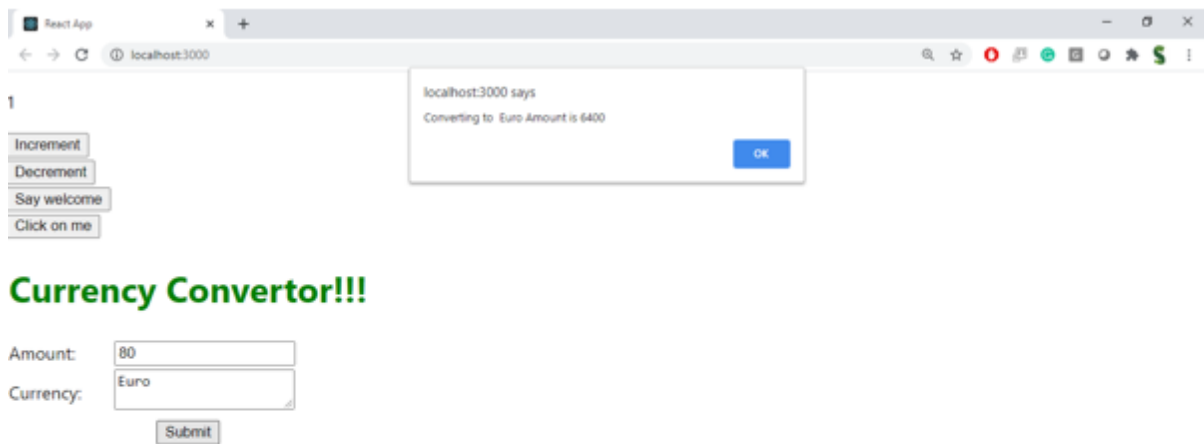 React App
localhost:3000
localhost:3000 says
Converting to Euro Amount is 6400
OK
1
Increment
Decrement
Say welcome
Click on me
Currency Convertor!!!
Amount: 80
Currency: Euro
Submit